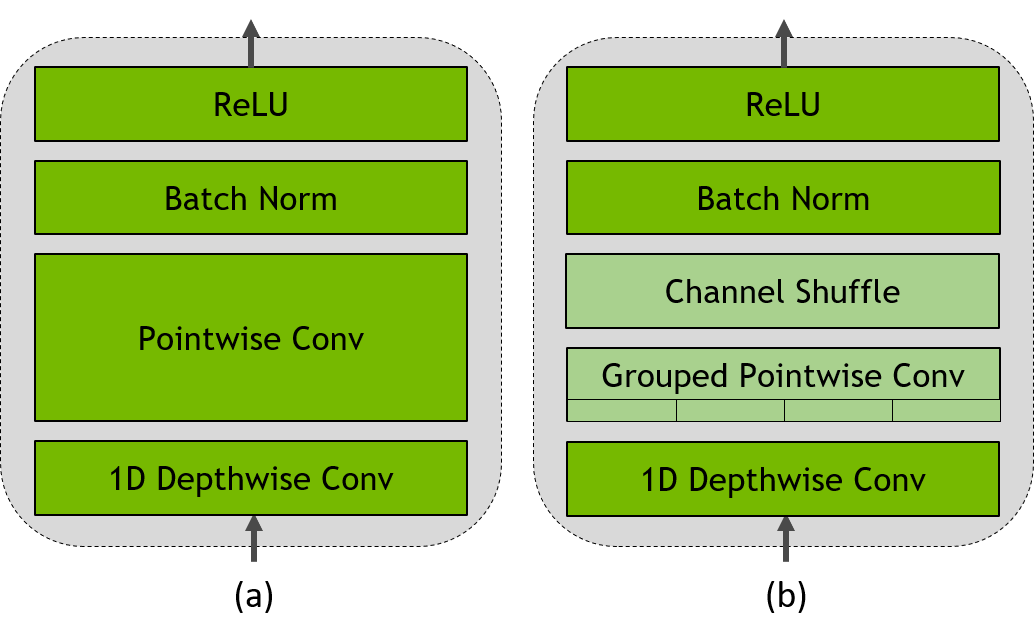 ReLU
Batch Norm
Pointwise Conv
1D Depthwise Conv
(a)
ReLU
Batch Norm
Channel Shuffle
Grouped Pointwise Conv
1D Depthwise Conv
(b)